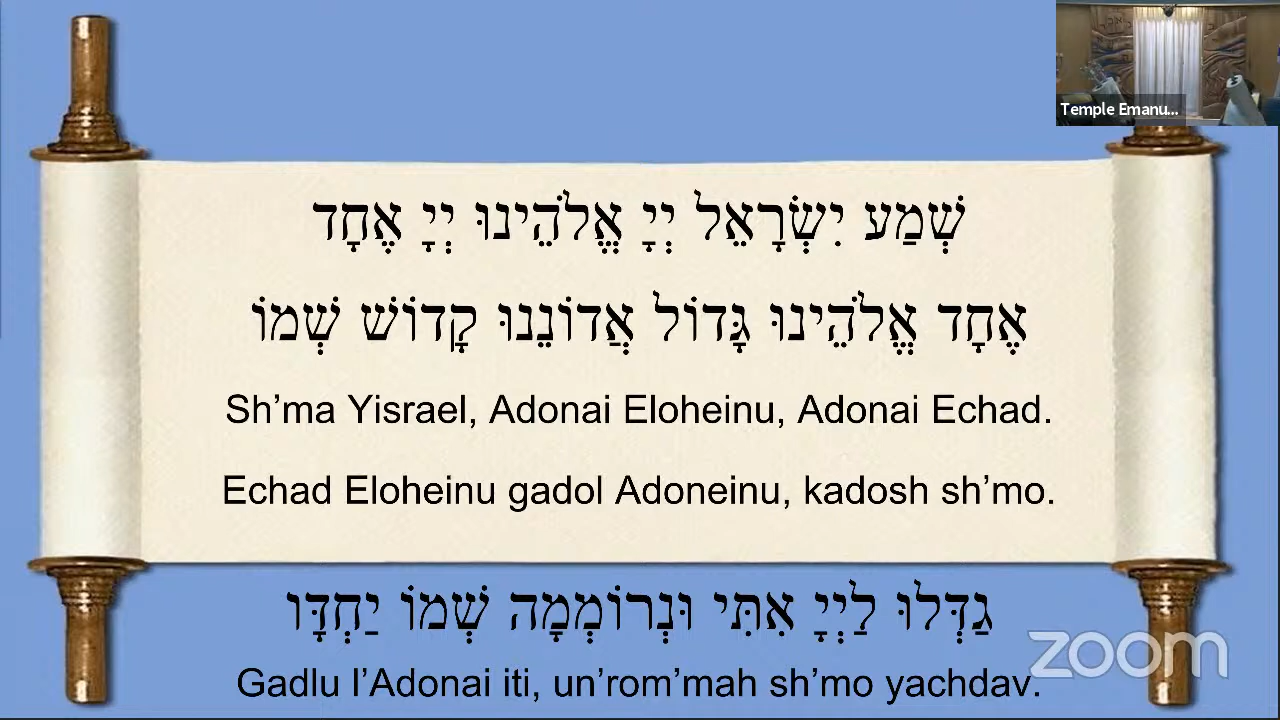 Temple Emanu...
שְׁמַע יִשְׂרָאֵל יְיָ אֱלֹהֵינוּ יְיָ אֶחָד
אֶחָד אֱלֹהֵינוּ גָּדוֹל אֲדוֹנֵנוּ קָדוֹשׁ שְׁמוֹ
Sh’ma Yisrael, Adonai Eloheinu, Adonai Echad.
Echad Eloheinu gadol Adoneinu, kadosh sh’mo.
גַּדְּלוּ לַיְיָ אִתִּי וּנְרוֹמְמָה שְׁמוֹ יַחְדָּו
Gadlu l’Adonai iti, un’rom’mah sh’mo yachdav.
zoom